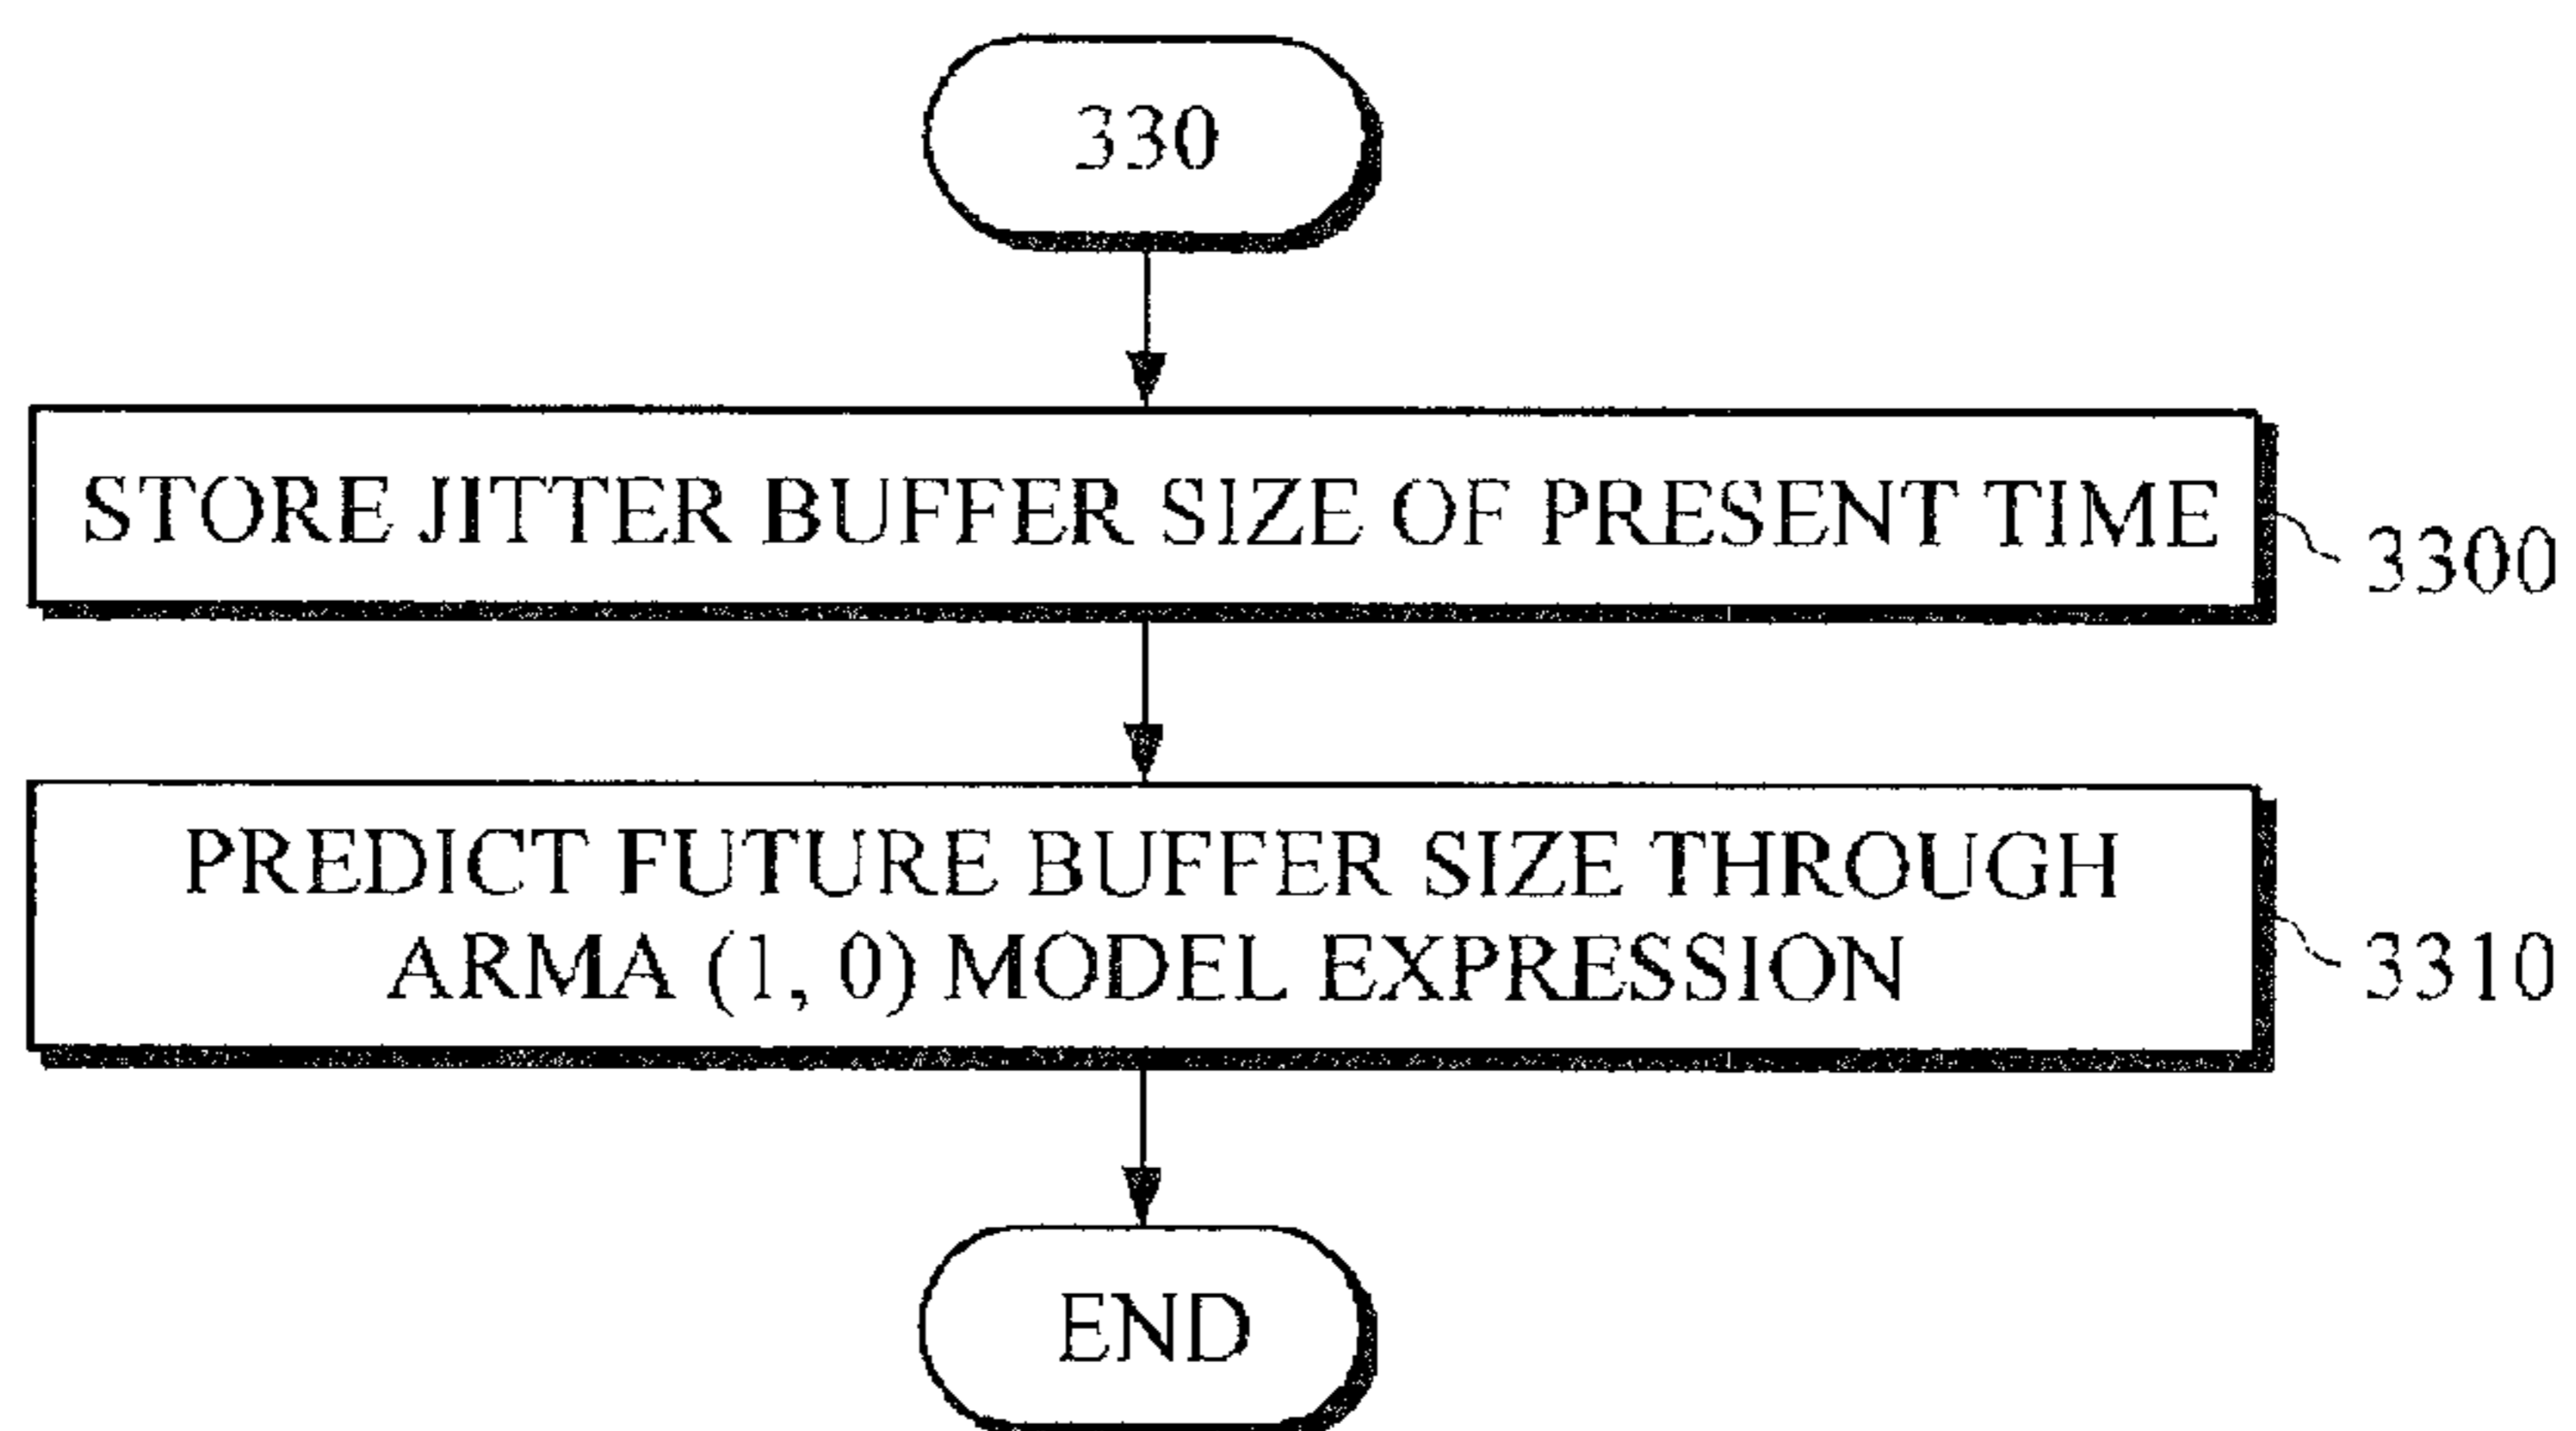 330
STORE JITTER BUFFER SIZE OF PRESENT TIME
3300
PREDICT FUTURE BUFFER SIZE THROUGH
ARMA (1, 0) MODEL EXPRESSION
3310
END